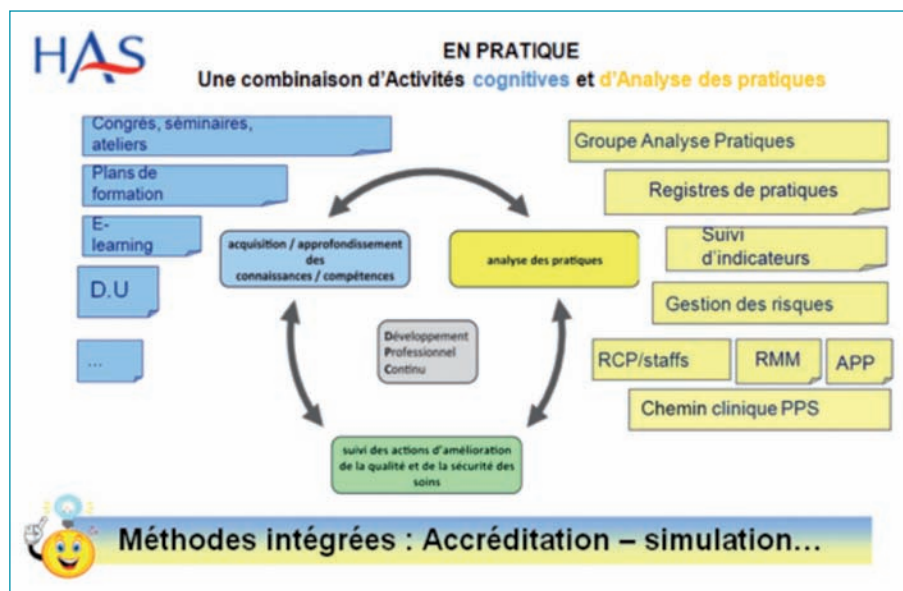 HAS
EN PRATIQUE
Une combinaison d'Activités cognitives et d'Analyse des pratiques
Congrés, séminaires,
ateliers
Plans de
formation
E-
learning
D.U
...
acquisition / approfondissement
des
connaissances / compétences
analyse des pratiques
Développement
Professionnel
Continu
suivi des actions d'amélioration
de la qualité et de la sécurité des
soins
Groupe Analyse Pratiques
Registres de pratiques
Suivi
d'indicateurs
Gestion des risques
RCP/staffs
RMM
APP
Chemin clinique PPS
Méthodes intégrées : Accréditation – simulation...